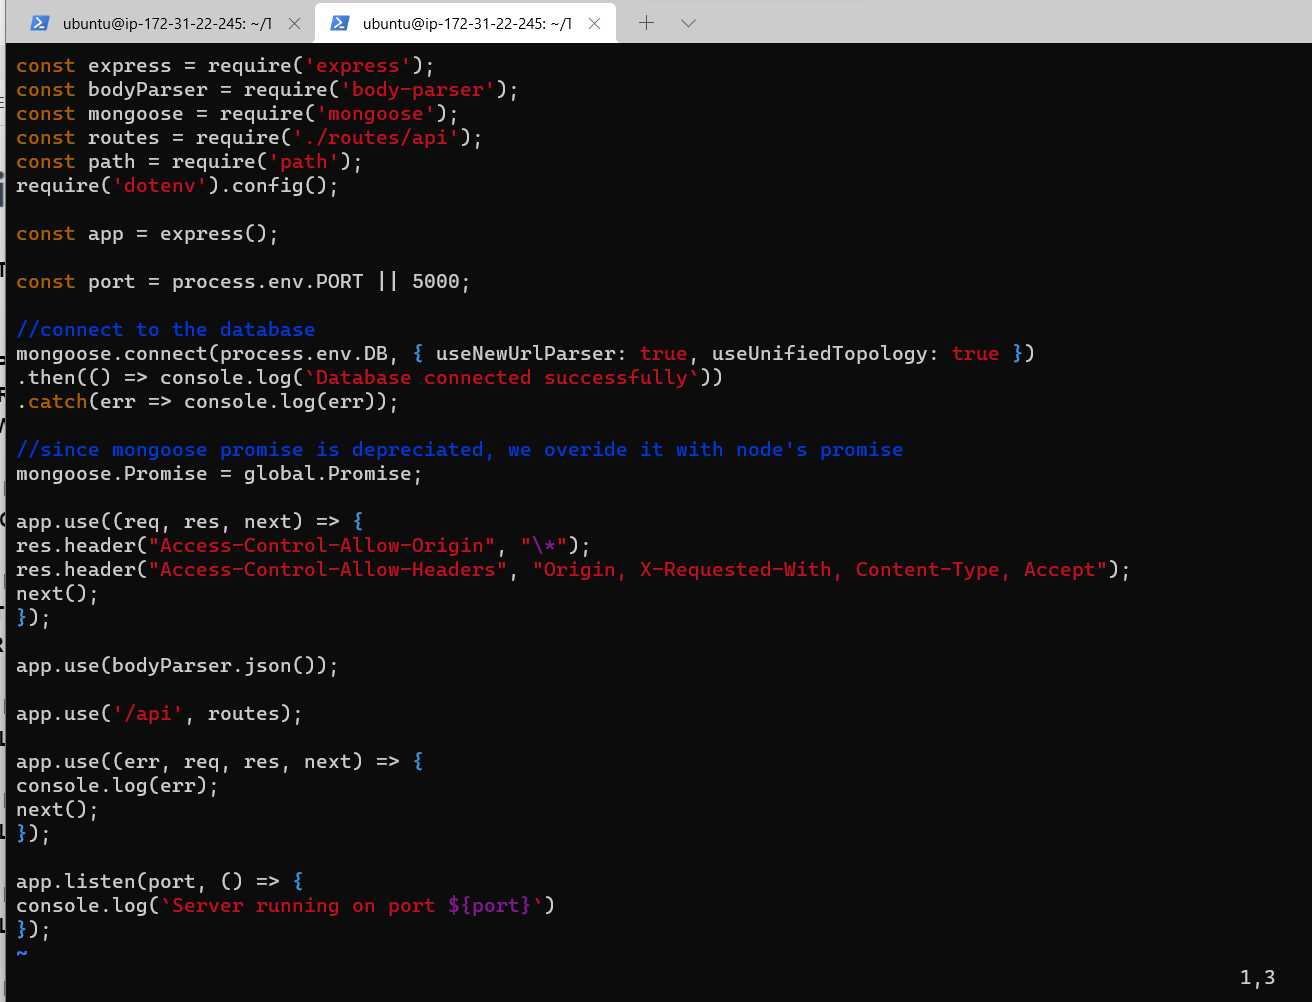 ubuntu@ip-172-31-22-245: ~/T
ubuntu@ip-172-31-22-245: ~/T
const express = require('express');
const bodyParser = require('body-parser');
const mongoose = require('mongoose');
const routes = require('./routes/api');
const path = require('path');
require('dotenv').config();
const app = express();
const port = process.env.PORT || 5000;
//connect to the database
mongoose.connect(process.env.DB, { useNewUrlParser: true, useUnifiedTopology: true })
.then(() => console.log(`Database connected successfully`))
.catch(err => console.log(err));
//since mongoose promise is depreciated, we overide it with node's promise
mongoose.Promise = global.Promise;
app.use((req, res, next) => {
res.header("Access-Control-Allow-Origin", "\*");
res.header("Access-Control-Allow-Headers", "Origin, X-Requested-With, Content-Type, Accept");
next();
});
app.use(bodyParser.json());
app.use('/api', routes);
app.use((err, req, res, next) => {
console.log(err);
next();
});
app.listen(port, () => {
console.log(`Server running on port ${port}`)
});
~
1,3